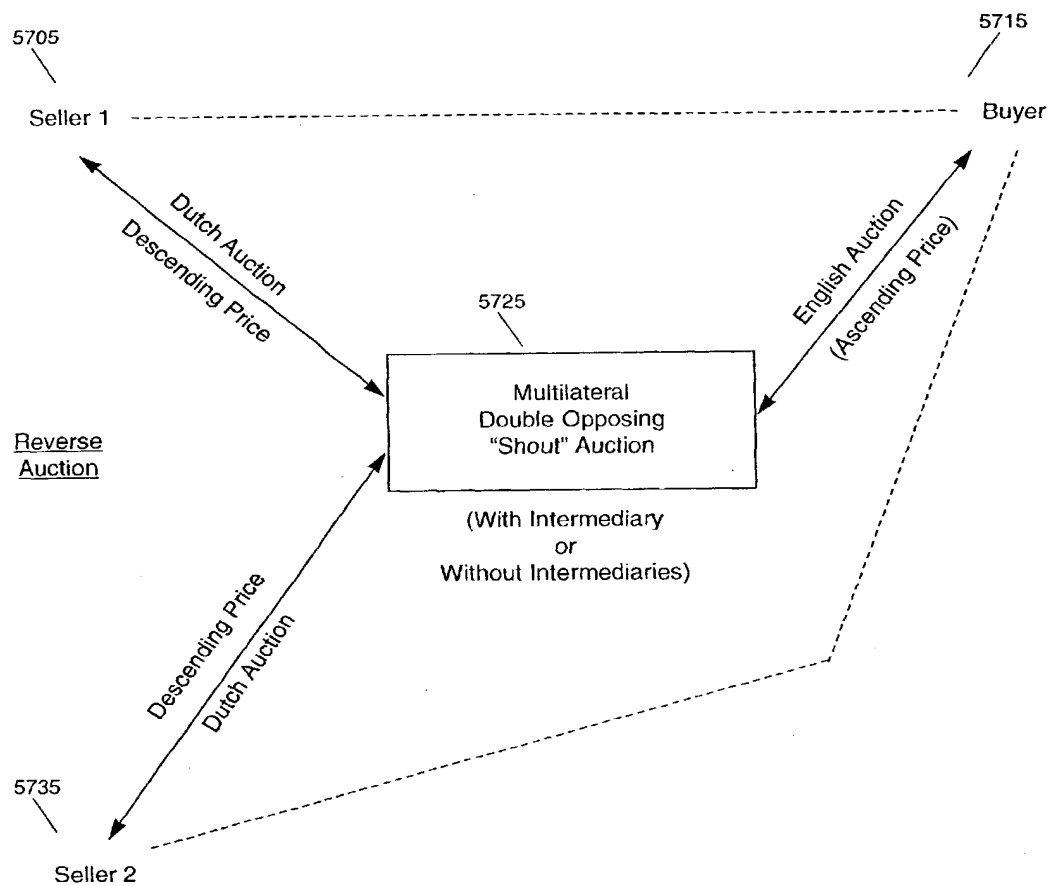 5705
5715
Seller 1
Buyer
Dutch Auction
Descending Price
English Auction
(Ascending Price)
5725
Multilateral
Double Opposing
“Shout” Auction
Reverse
Auction
(With Intermediary
or
Without Intermediaries)
Descending Price
Dutch Auction
5735
Seller 2